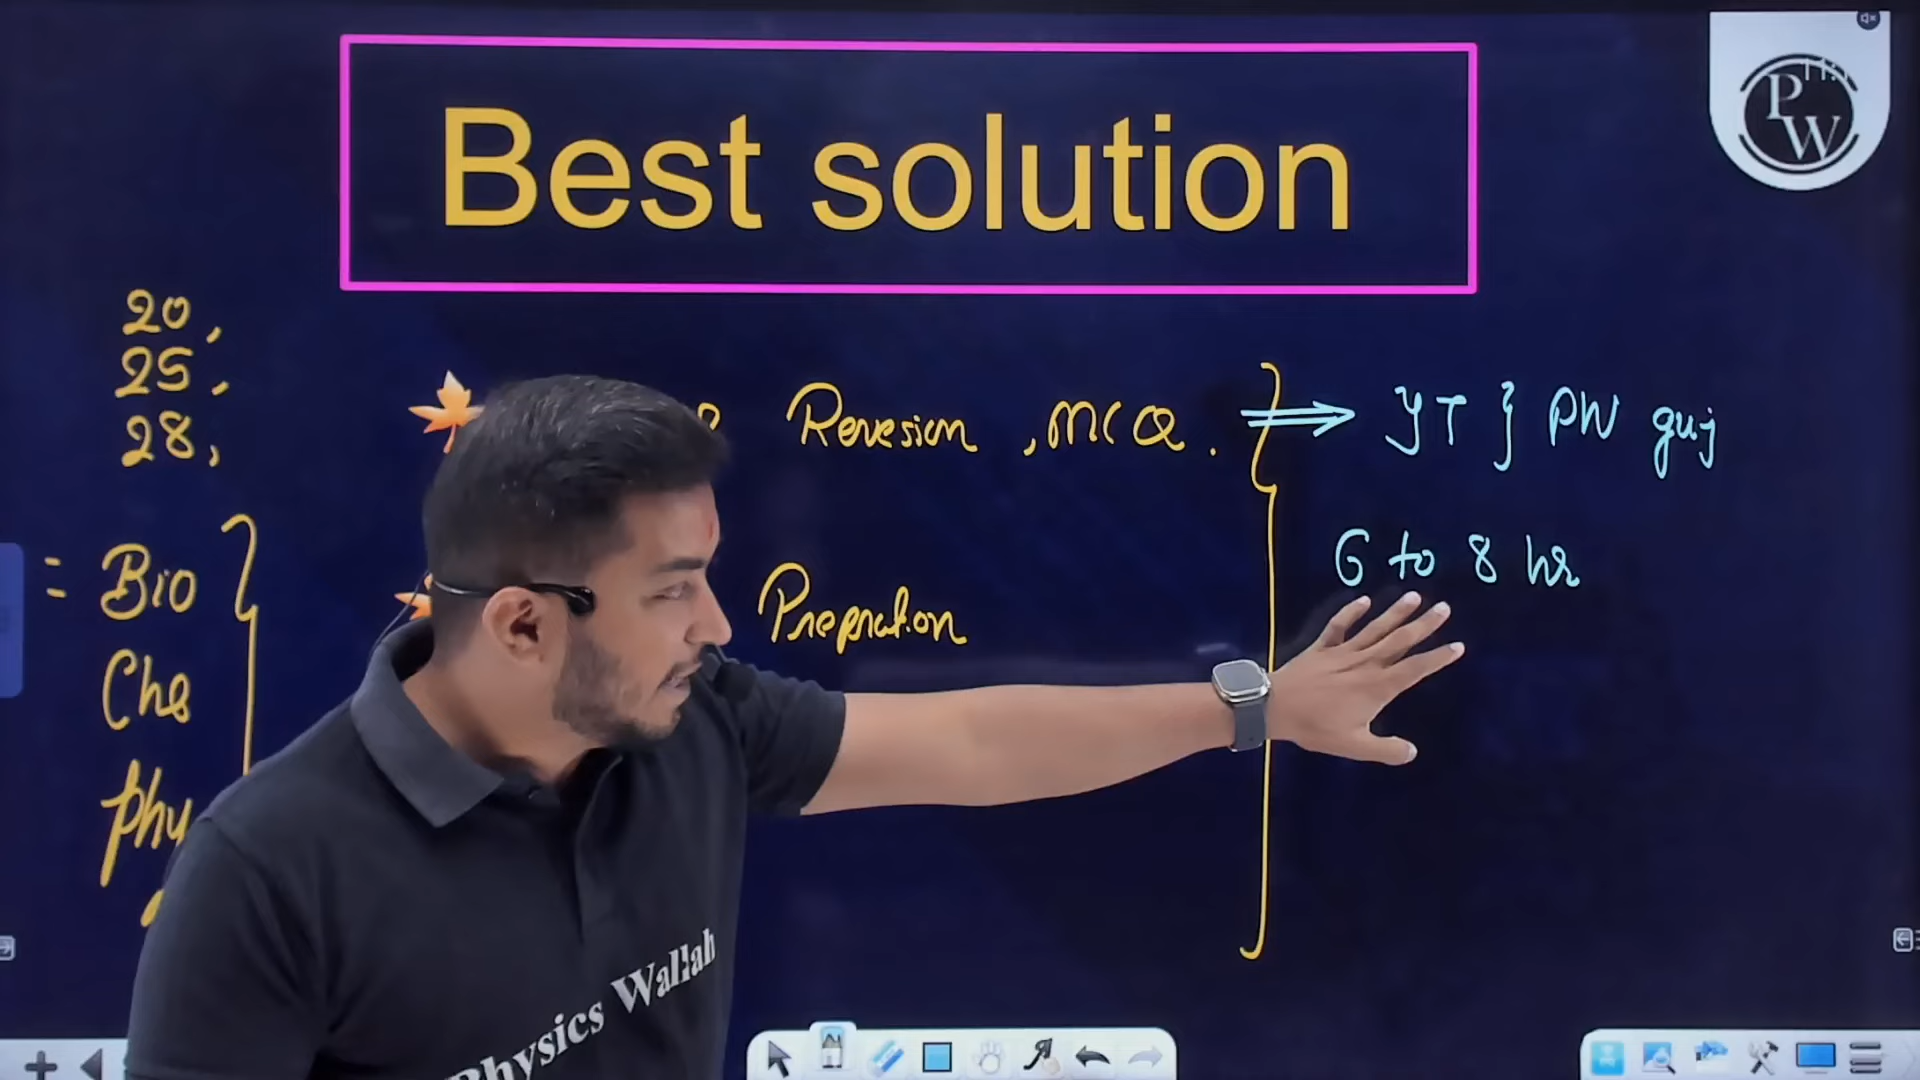 Best solution
PW
20,
25,
28,
Revesion , MCQ.
YT } PW guj
6 to 8 hr
= Bio
Che
Phy
Prepration
Physics Wallah